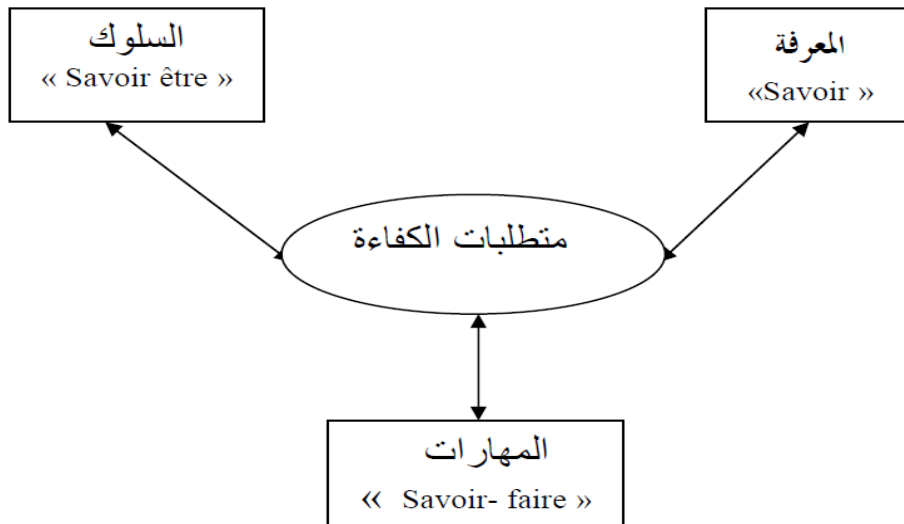 المعرفة
«Savoir »
السلوك
« Savoir être »
متطلبات الكفاءة
المهارات
« Savoir- faire »